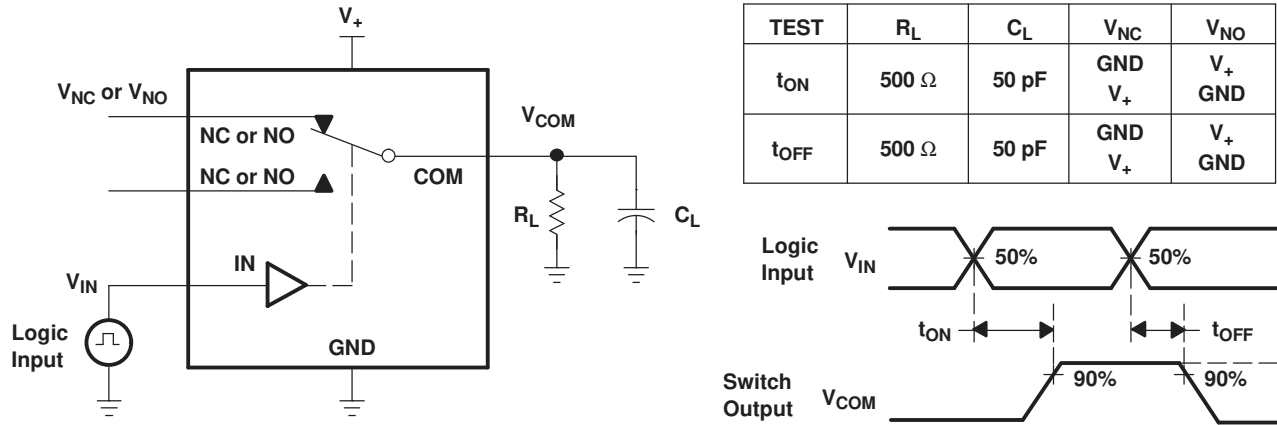 V+
VNC or VNO
NC or NO
NC or NO
COM
VCOM
RL
CL
IN
VIN
Logic
Input
GND
TEST RL CL VNC VNO
tON 500 Ω 50 pF GND V+
V+ GND
tOFF 500 Ω 50 pF GND V+
V+ GND
Logic
Input VIN 50% 50%
tON tOFF
Switch
Output VCOM 90% 90%